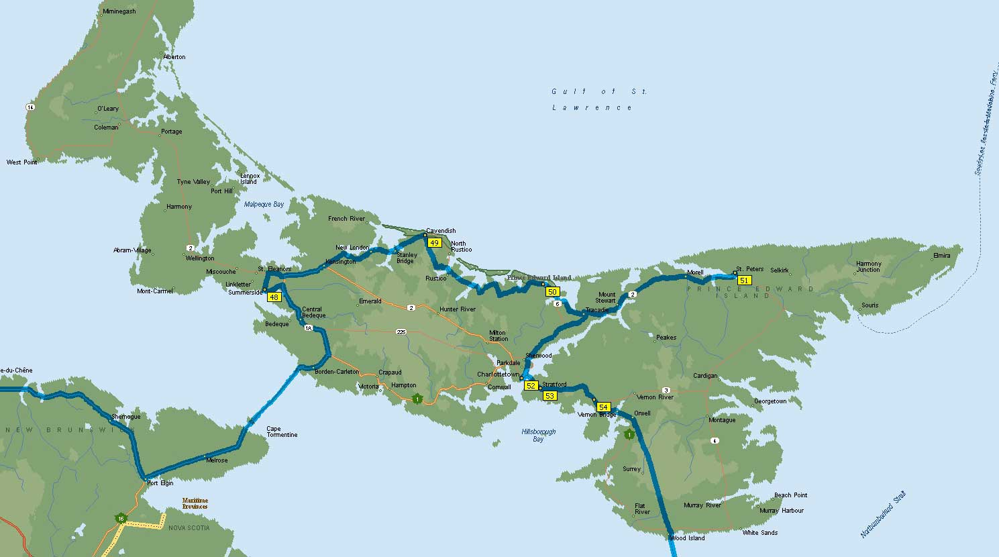 Miminegash
Alberton
Gulf of St.
Lawrence
14
O'Leary
Coleman
Portage
West Point
Lennox
Island
Tyne Valley
Port Hill
Malpeque Bay
Harmony
French River
Cavendish
49
North
Rustico
2
Abram-Village
Wellington
New London
Stanley
Bridge
Kensington
Elmira
Harmony
Junction
Miscouche
St. Eleanors
Rustico
Prince Edward Island
Morell
St. Peters
Selkirk
51
PRINCE EDWARD
ISLAND
Linkletter
Summerside
48
Mont-Carmel
50
6
Mount
Stewart
2
Tracadie
Souris
Emerald
2
Hunter River
Central
Bedeque
Bedeque
1A
225
Milton
Station
Peakes
Sherwood
Parkdale
Charlottetown
e-du-Chêne
Borden-Carleton
Crapaud
Victoria
Hampton
Cornwall
52
Stratford
53
Cardigan
3
Vernon River
Georgetown
1
54
Vernon Bridge
Orwell
Montague
Shemogue
NEW BRUNSWICK
Cape
Tormentine
Hillsborough
Bay
1
4
Melrose
Surrey
Port Elgin
Maritime
Provinces
16
NOVA SCOTIA
Flat
River
Murray River
Beach Point
Murray Harbour
White Sands
Wood Island
Northumberland Strait